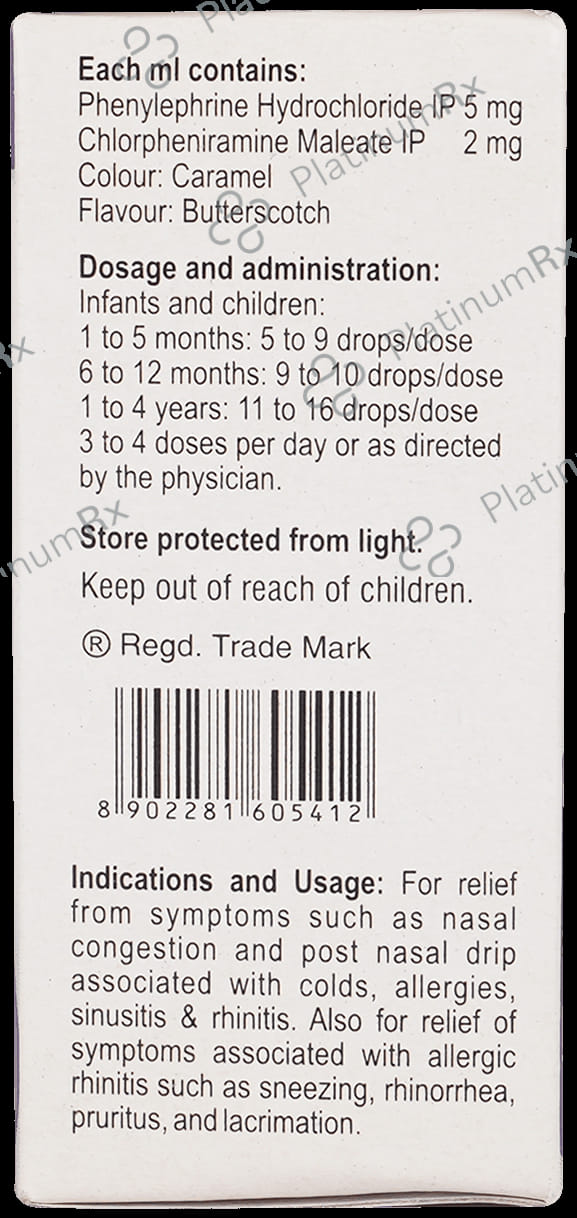 Each ml contains:
Phenylephrine Hydrochloride IP 5 mg
Chlorpheniramine Maleate IP 2 mg
Colour: Caramel
Flavour: Butterscotch
Dosage and administration:
Infants and children:
1 to 5 months: 5 to 9 drops/dose
6 to 12 months: 9 to 10 drops/dose
1 to 4 years: 11 to 16 drops/dose
3 to 4 doses per day or as directed
by the physician.
Store protected from light.
Keep out of reach of children.
® Regd. Trade Mark
8 902281 605412
Indications and Usage: For relief
from symptoms such as nasal
congestion and post nasal drip
associated with colds, allergies,
sinusitis & rhinitis. Also for relief of
symptoms associated with allergic
rhinitis such as sneezing, rhinorrhea,
pruritus, and lacrimation.
PlatinumRx
PlatinumRx